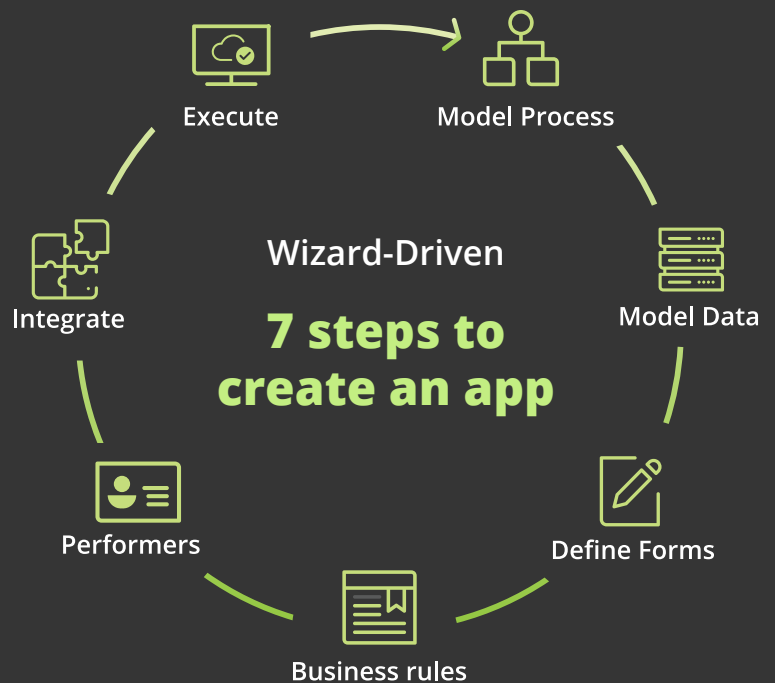 Wizard-Driven
7 steps to
create an app
Model Process
Model Data
Define Forms
Business rules
Performers
Integrate
Execute